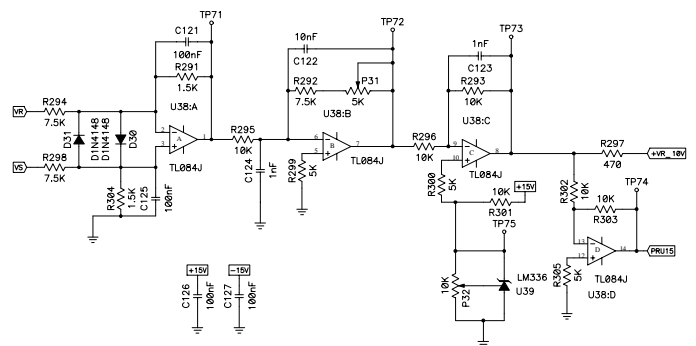 TP71
C121
100nF
R291
1.5K
U38:A
VR
R294
7.5K
D31
D1N4148
D1N4148
D30
2
3
A
1
TL084J
VS
R298
7.5K
R304
1.5K
C125
100nF
R295
10K
C124
1nF
TP72
10nF
C122
R292
7.5K
P31
5K
U38:B
6
5
B
7
TL084J
R299
5K
R296
10K
TP73
1nF
C123
R293
10K
U38:C
9
10
C
8
TL084J
R300
5K
10K
R301
+15V
TP75
10K
P32
LM336
U39
R297
470
+VR_10V
R302
10K
TP74
10K
R303
13
12
D
14
PRU15
TL084J
U38:D
R305
5K
+15V
C126
100nF
-15V
C127
100nF